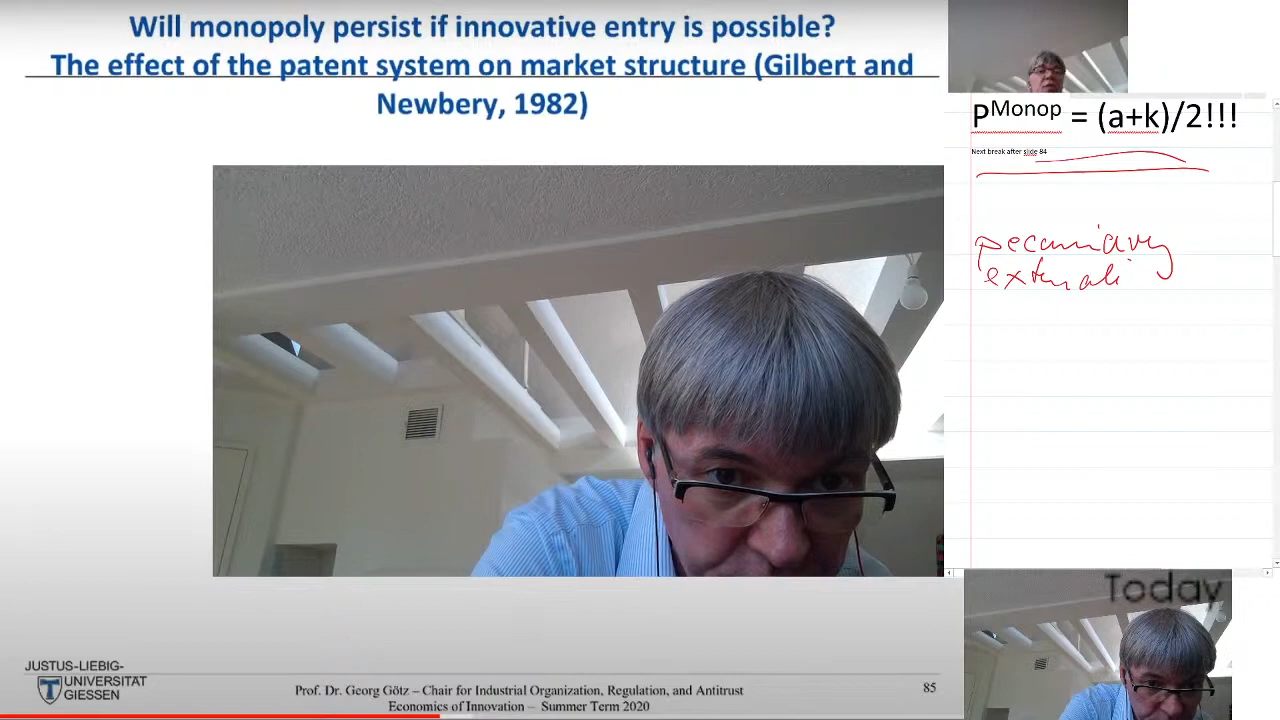 Will monopoly persist if innovative entry is possible?
The effect of the patent system on market structure (Gilbert and
Newbery, 1982)
PMonop = (a+k)/2!!!
Next break after slide 84
pecuniary
externali
Today
JUSTUS-LIEBIG-
UNIVERSITAT
GIESSEN
Prof. Dr. Georg Götz – Chair for Industrial Organization, Regulation, and Antitrust
Economics of Innovation – Summer Term 2020
85